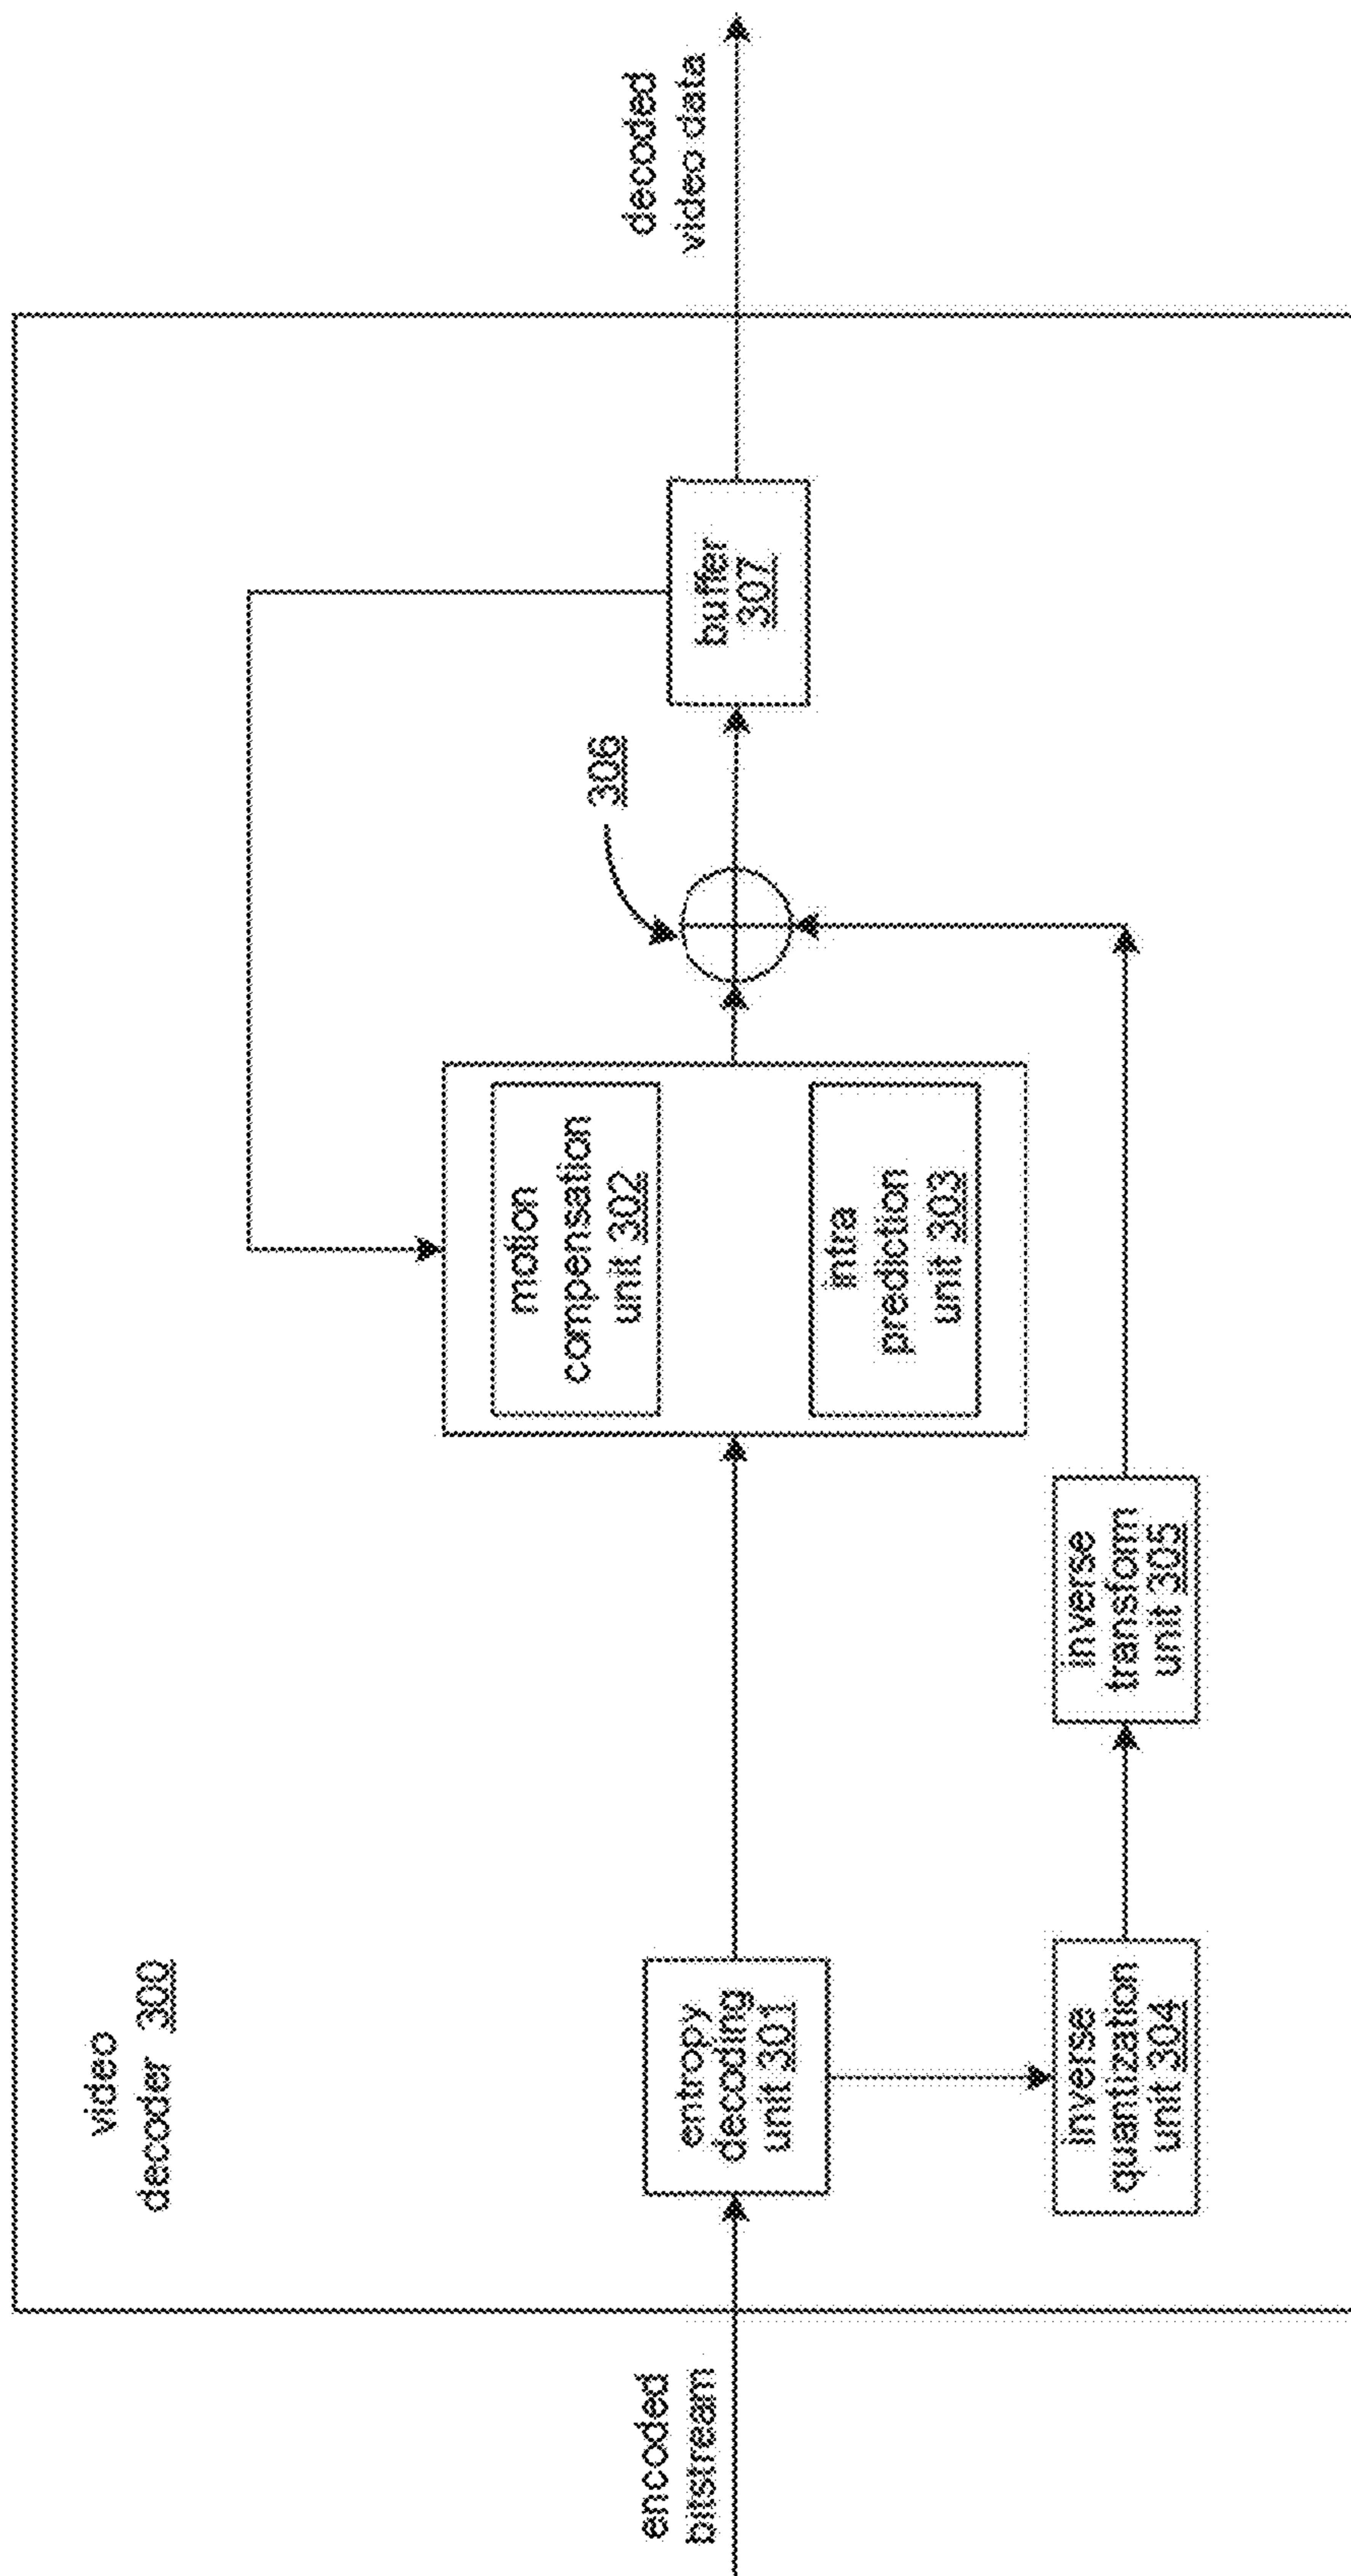 video
decoder 300
encoded
bitstream
entropy
decoding
unit 301
inverse
quantization
unit 304
inverse
transform
unit 305
motion
compensation
unit 302
intra
prediction
unit 303
306
buffer
307
decoded
video data